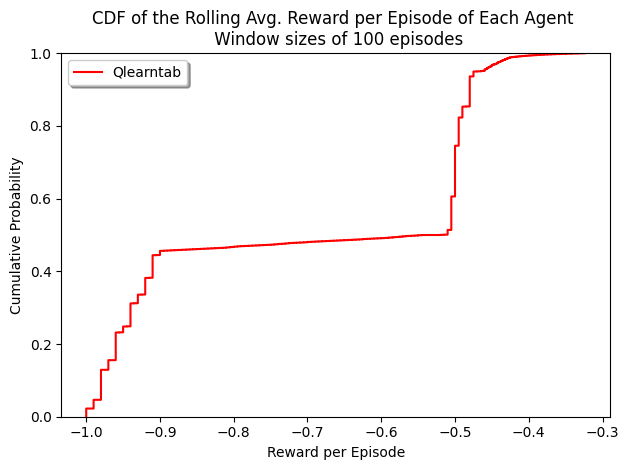 CDF of the Rolling Avg. Reward per Episode of Each Agent
Window sizes of 100 episodes
Qlearntab
Cumulative Probability
1.0
0.8
0.6
0.4
0.2
0.0
−1.0 −0.9 −0.8 −0.7 −0.6 −0.5 −0.4 −0.3
Reward per Episode